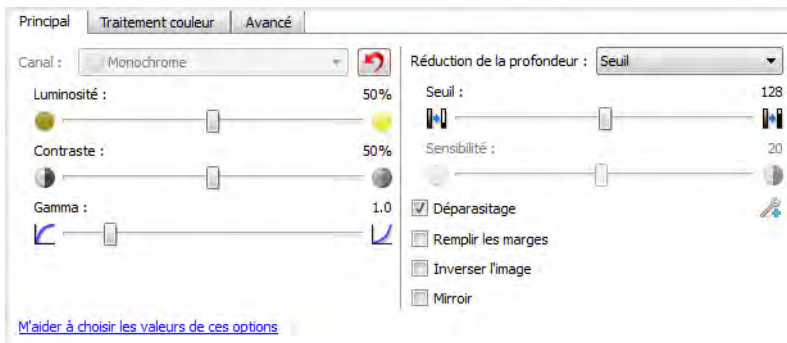 Principal Traitement couleur Avancé
Canal : Monochrome
Luminosité : 50%
Contraste : 50%
Gamma : 1.0
M'aider à choisir les valeurs de ces options
Réduction de la profondeur : Seuil
Seuil : 128
Sensibilité : 20
Déparasitage
Remplir les marges
Inverser l'image
Mirroir